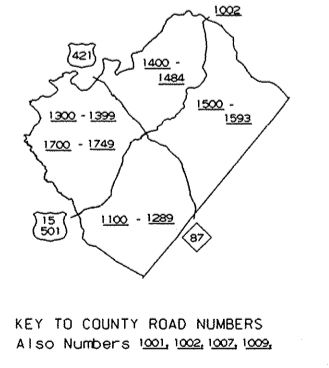 1002
421
1400 -
1484
1500 -
1593
1300 - 1399
1700 - 1749
15
501
1100 - 1289
87
KEY TO COUNTY ROAD NUMBERS
Also Numbers 1001, 1002, 1007, 1009,